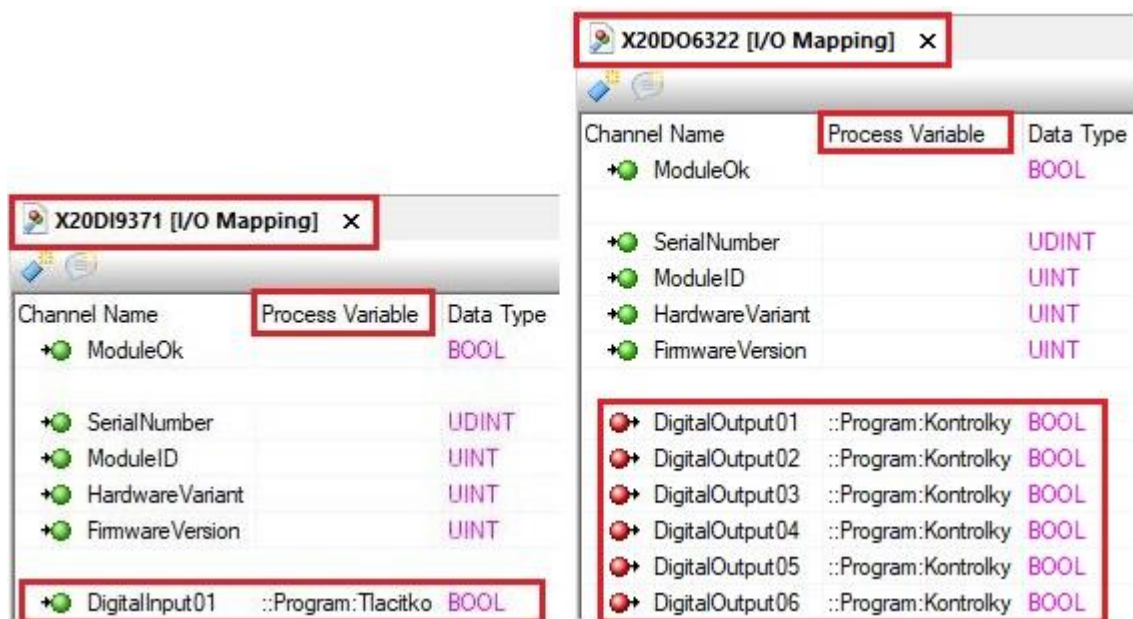 X20DI9371 [I/O Mapping] ×
Channel Name Process Variable Data Type
ModuleOk BOOL
SerialNumber UDINT
ModuleID UINT
HardwareVariant UINT
FirmwareVersion UINT
DigitalInput01 ::Program:Tlacitko BOOL
X20DO6322 [I/O Mapping] ×
Channel Name Process Variable Data Type
ModuleOk BOOL
SerialNumber UDINT
ModuleID UINT
HardwareVariant UINT
FirmwareVersion UINT
DigitalOutput01 ::Program:Kontrolky BOOL
DigitalOutput02 ::Program:Kontrolky BOOL
DigitalOutput03 ::Program:Kontrolky BOOL
DigitalOutput04 ::Program:Kontrolky BOOL
DigitalOutput05 ::Program:Kontrolky BOOL
DigitalOutput06 ::Program:Kontrolky BOOL